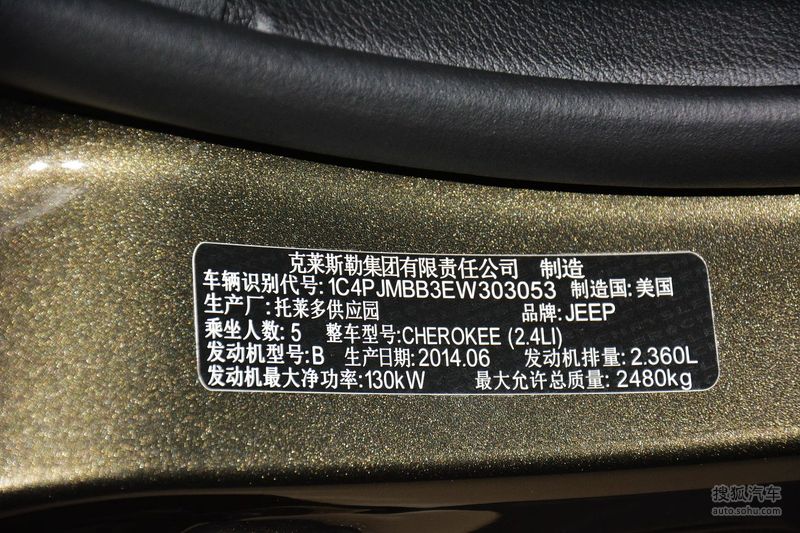 克莱斯勒集团有限责任公司 制造
车辆识别代号: 1C4PJMBB3EW303053 制造国: 美国
生产厂: 托莱多供应园 品牌: JEEP
乘坐人数: 5 整车型号: CHEROKEE (2.4LI)
发动机型号: B 生产日期: 2014.06 发动机排量: 2.360L
发动机最大净功率: 130kW 最大允许总质量: 2480kg
搜狐汽车
auto.sohu.com